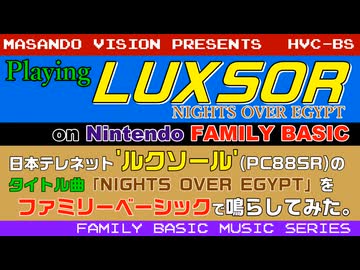 MASANDO VISION PRESENTS HVC-BS
Playing LUXSOR
NIGHTS OVER EGYPT
on Nintendo FAMILY BASIC
日本テレネット'ルクソール'(PC88SR)の
タイトル曲「NIGHTS OVER EGYPT」を
ファミリーベーシックで鳴らしてみた。
FAMILY BASIC MUSIC SERIES